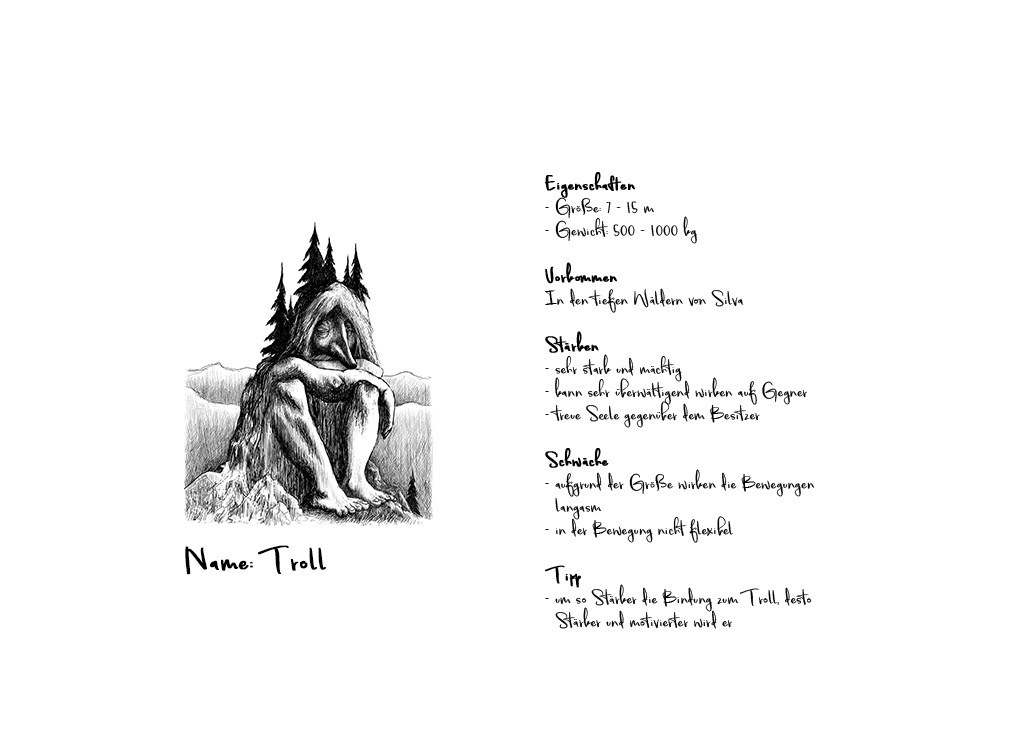 Eigenschaften
- Größe: 7 - 15 m
- Gewicht: 500 - 1000 kg
Vorkommen
In den tiefen Wäldern von Silva
Stärken
- sehr stark und mächtig
- kann sehr überwältigend wirken auf Gegner
- treue Seele gegenüber dem Besitzer
Schwäche
- aufgrund der Größe wirken die Bewegungen
langasm
- in der Bewegung nicht flexibel
Tipp
- um so Stärker die Bindung zum Troll, desto
Stärker und motivierter wird er
Name: Troll